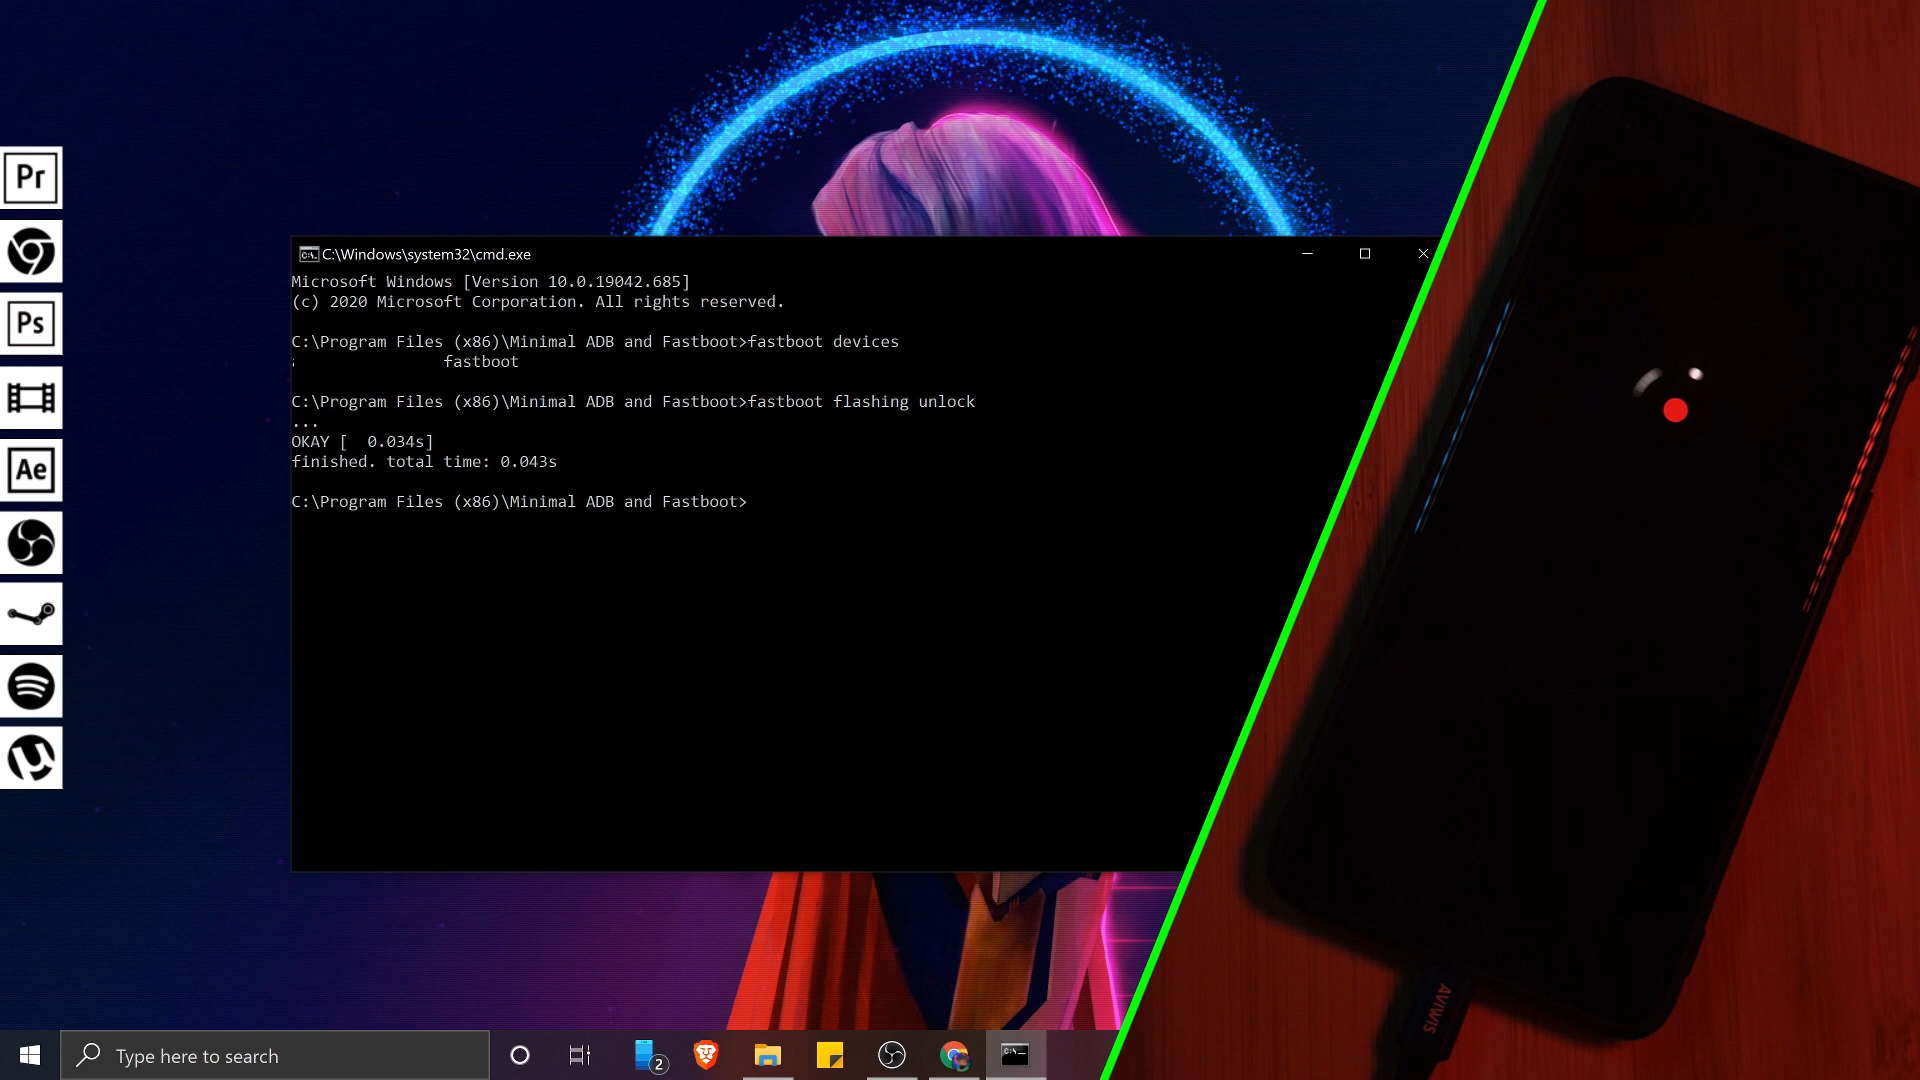 Pr
Ps
Ae
C:\Windows\system32\cmd.exe
Microsoft Windows [Version 10.0.19042.685]
(c) 2020 Microsoft Corporation. All rights reserved.
C:\Program Files (x86)\Minimal ADB and Fastboot>fastboot devices
fastboot
C:\Program Files (x86)\Minimal ADB and Fastboot>fastboot flashing unlock
...
OKAY [  0.034s]
finished. total time: 0.043s
C:\Program Files (x86)\Minimal ADB and Fastboot>
Type here to search
2